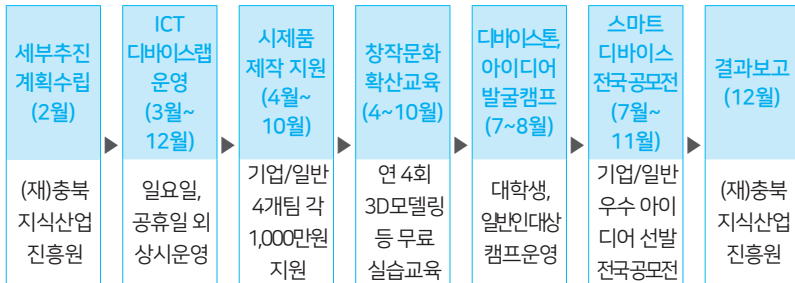 세부추진
계획수립
(2월)
(재)충북
지식산업
진흥원
ICT
디바이스랩
운영
(3월~
12월)
일요일,
공휴일 외
상시운영
시제품
제작 지원
(4월~
10월)
기업/일반
4개팀 각
1,000만원
지원
창작문화
확산교육
(4~10월)
연 4회
3D모델링
등 무료
실습교육
디바이스톤,
아이디어
발굴캠프
(7~8월)
대학생,
일반인대상
캠프운영
스마트
디바이스
전국공모전
(7월~
11월)
기업/일반
우수 아이
디어 선발
전국공모전
결과보고
(12월)
(재)충북
지식산업
진흥원